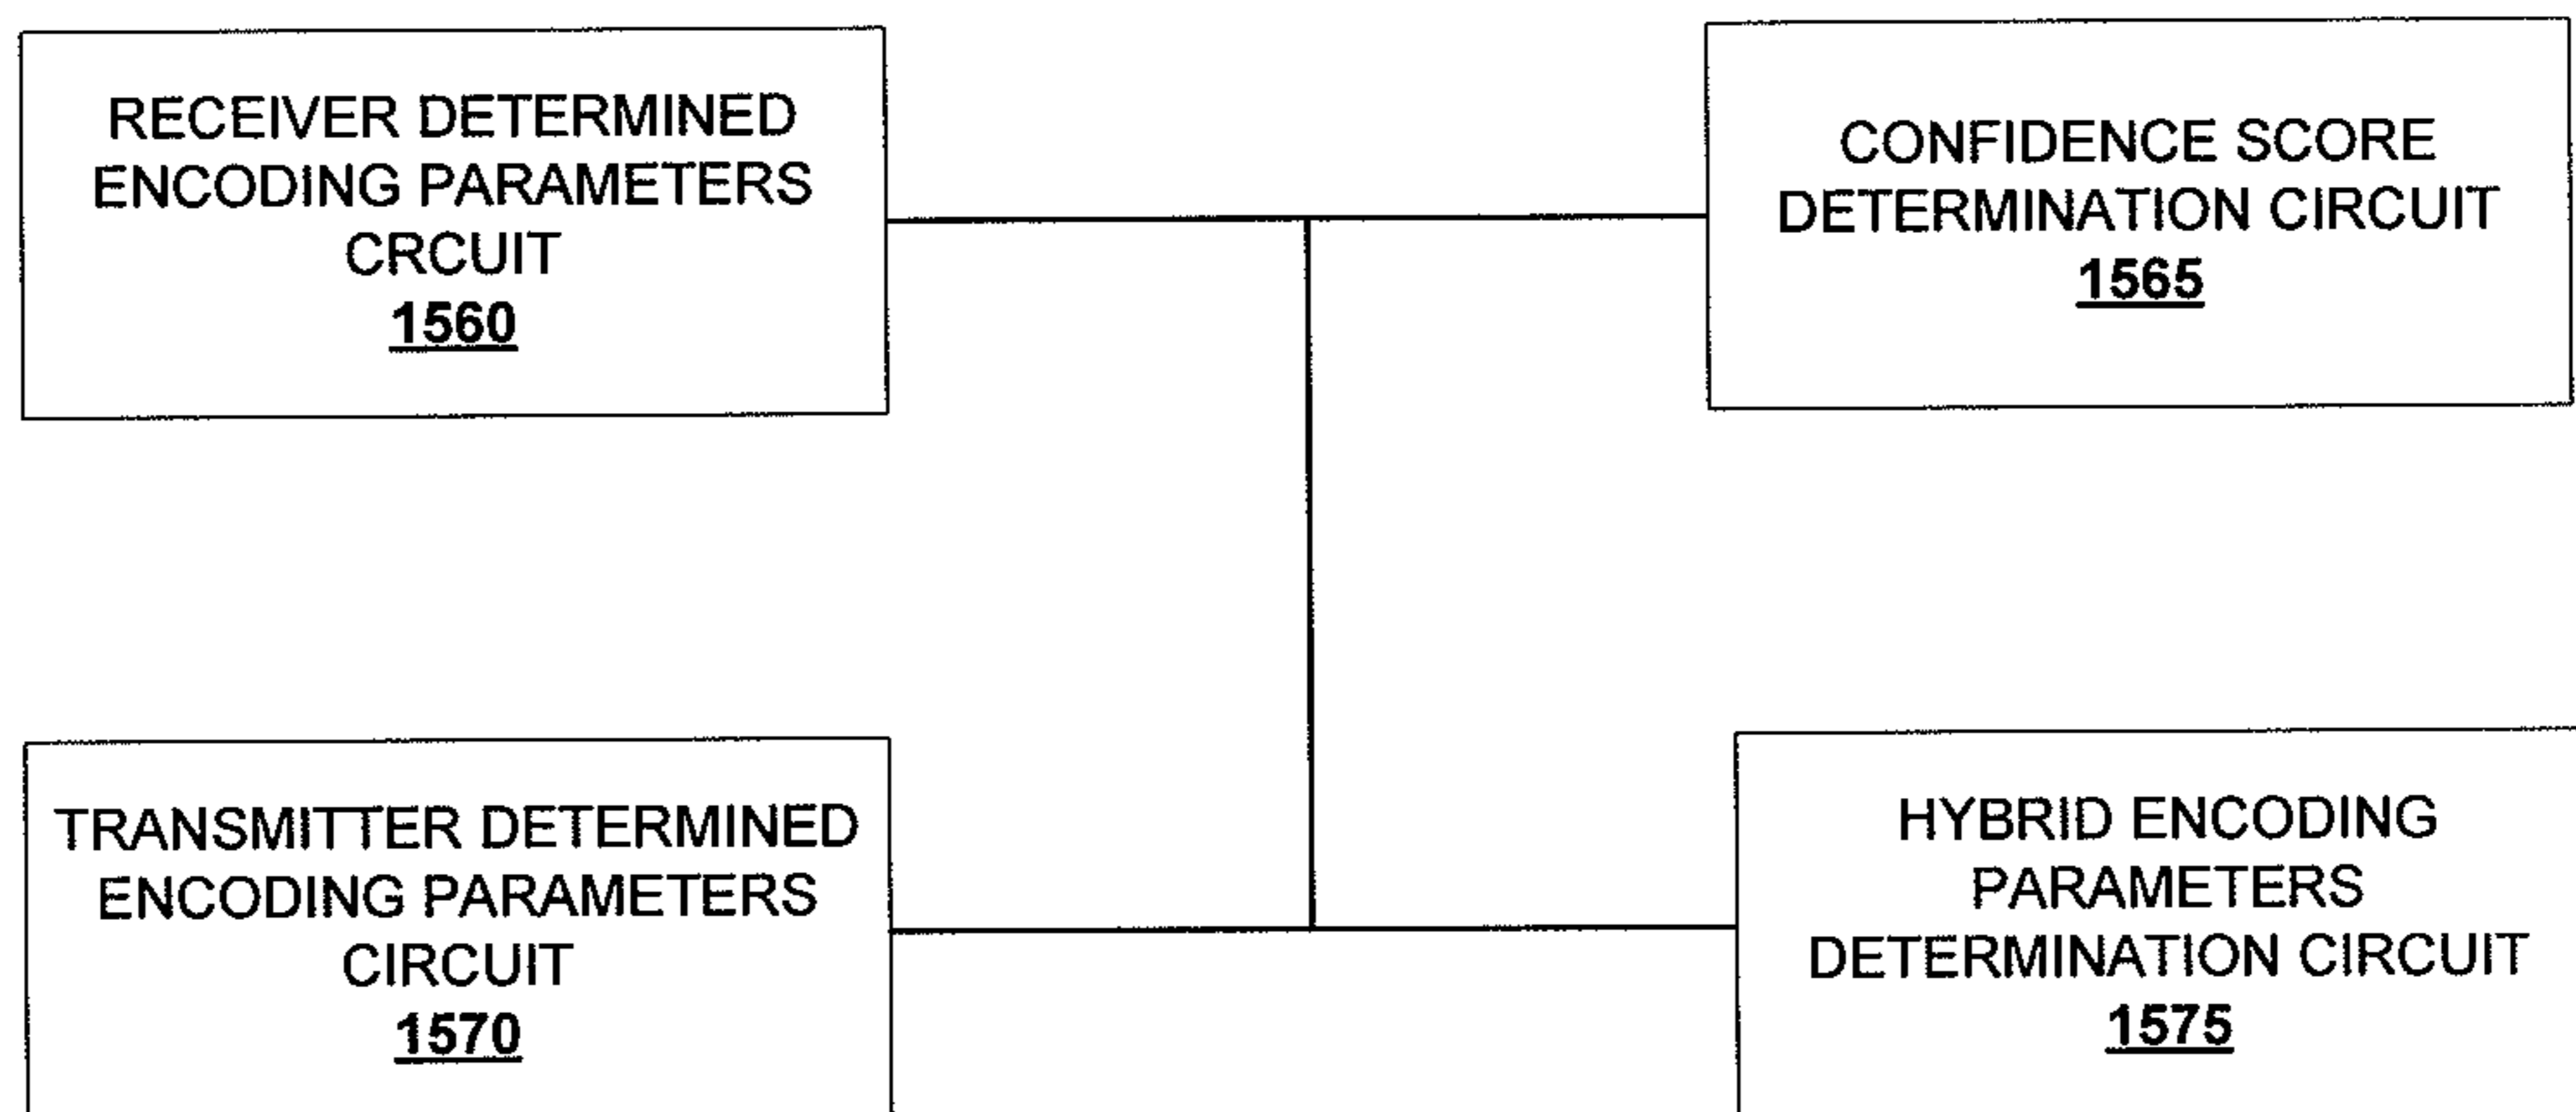 RECEIVER DETERMINED
ENCODING PARAMETERS
CRCUIT
1560
CONFIDENCE SCORE
DETERMINATION CIRCUIT
1565
TRANSMITTER DETERMINED
ENCODING PARAMETERS
CIRCUIT
1570
HYBRID ENCODING
PARAMETERS
DETERMINATION CIRCUIT
1575